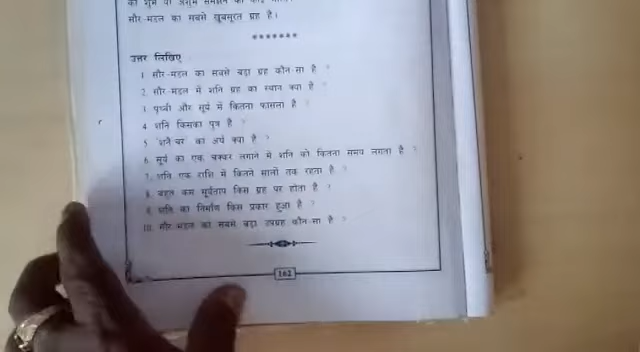 को शुभ या अशुभ समझने का कोई
सौर-मंडल का सबसे खूबसूरत ग्रह है।
*******
उत्तर लिखिए
1. सौर-मंडल का सबसे बड़ा ग्रह कौन-सा है ?
2. सौर-मंडल में शनि ग्रह का स्थान क्या है ?
3. पृथ्वी और सूर्य में कितना फासला है ?
4. शनि किसका पुत्र है ?
5. 'शनैश्चर' का अर्थ क्या है ?
6. सूर्य का एक चक्कर लगाने में शनि को कितना समय लगता है ?
7. शनि एक राशि में कितने सालों तक रहता है ?
8. बहुत कम सूर्यताप किस ग्रह पर होता है ?
9. शनि का निर्माण किस प्रकार हुआ है ?
10. सौर-मंडल का सबसे बड़ा उपग्रह कौन-सा है ?
162